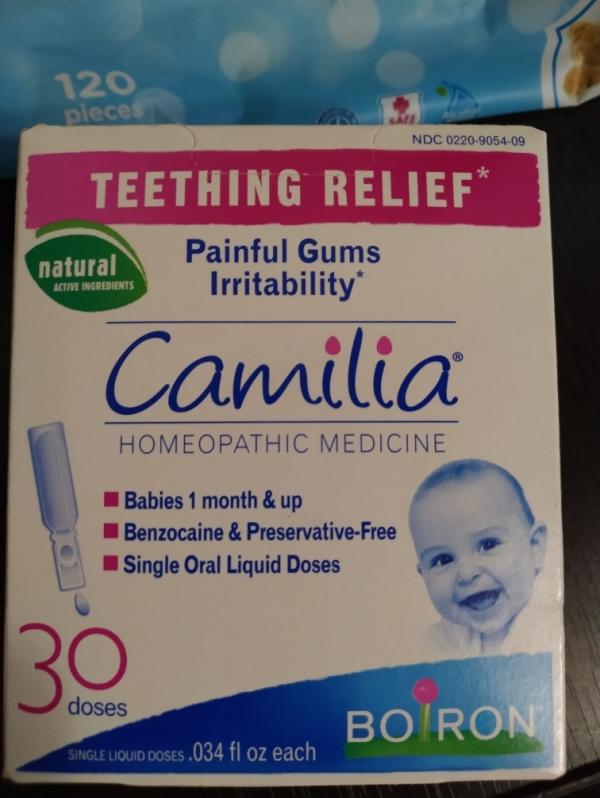 120
pieces
NDC 0220-9054-09
TEETHING RELIEF*
natural
ACTIVE INGREDIENTS
Painful Gums
Irritability*
Camilia®
HOMEOPATHIC MEDICINE
Babies 1 month & up
Benzocaine & Preservative-Free
Single Oral Liquid Doses
30
doses
BOIRON
SINGLE LIQUID DOSES .034 fl oz each